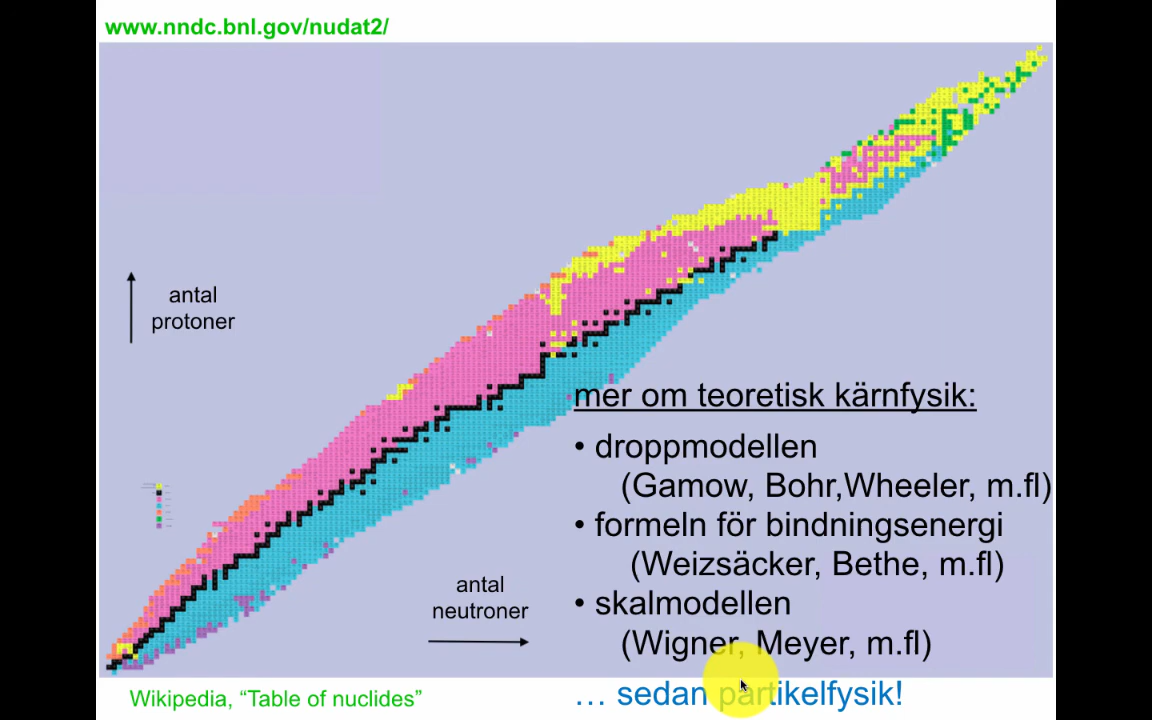 www.nndc.bnl.gov/nudat2/
antal
protoner
mer om teoretisk kärnfysik:
• droppmodellen
(Gamow, Bohr,Wheeler, m.fl)
• formeln för bindningsenergi
(Weizsäcker, Bethe, m.fl)
• skalmodellen
(Wigner, Meyer, m.fl)
antal
neutroner
Wikipedia, “Table of nuclides”
… sedan partikelfysik!